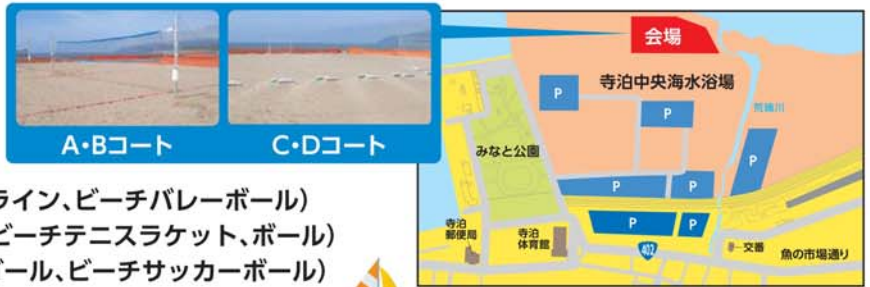 A・Bコート
C・Dコート
ライン、ビーチバレーボール)
ビーチテニスラケット、ボール)
ビーチサッカーボール)
会場
寺泊中央海水浴場
P
P
P
みなと公園
P
P
P
P
寺泊
郵便局
寺泊
体育館
402
交番
魚の市場通り